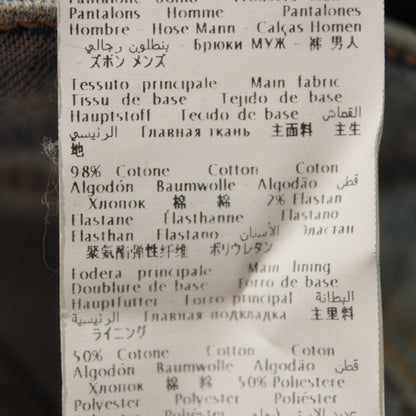 Pantalons Homme - Pantalones
Hombre - Hose Mann - Calças Homen
بنطلون رجالي - Брюки МУЖ - 裤 男人
ズボン メンズ
Tessuto principale - Main fabric
Tissu de base - Tejido de base
Hauptstoff - Tecido de base - القماش
الرئيسي - Главная ткань - 主面料 - 主生
地
98% Cotone - Cotton - Coton
Algodón - Baumwolle - Algodão - قطن
- Хлопок - 棉 - 綿 - 2% Elastan
Elastane - Élasthanne - Elastano
Elasthan - Elastano - الأستان - Эластан
聚氨酯弹性纤维 - ポリウレタン
Fodera principale - Main lining
Doublure de base - Forro de base
Hauptfutter - Forro principal - البطانة
الرئيسية - Главная подкладка - 主里料
- ライニング
50% Cotone - Cotton - Coton
Algodón - Baumwolle - Algodão - قطن
- Хлопок - 棉 - 綿 - 50% Poliestere
Polyester - Polyester - Poliéster